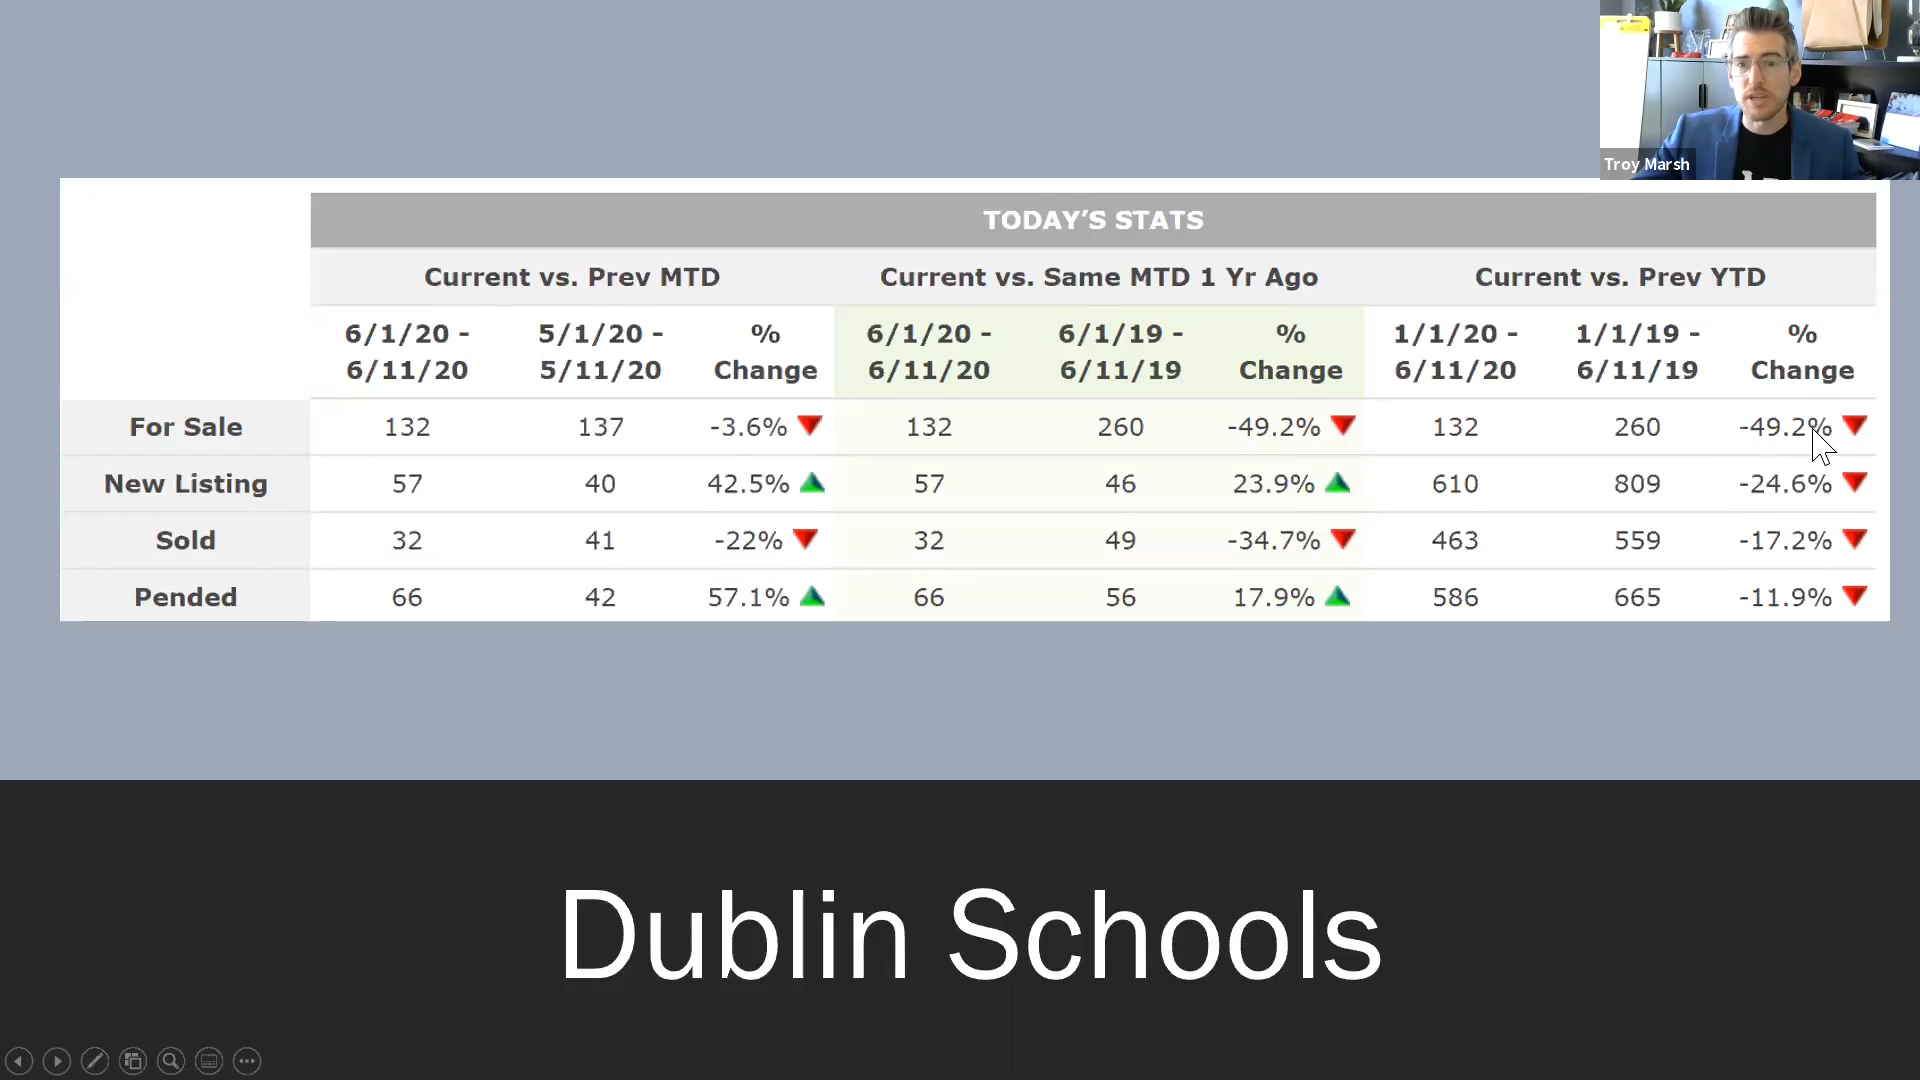 Troy Marsh
TODAY’S STATS
Current vs. Prev MTD Current vs. Same MTD 1 Yr Ago Current vs. Prev YTD
6/1/20 - 5/1/20 - % 6/1/20 - 6/1/19 - % 1/1/20 - 1/1/19 - %
6/11/20 5/11/20 Change 6/11/20 6/11/19 Change 6/11/20 6/11/19 Change
For Sale 132 137 -3.6% 132 260 -49.2% 132 260 -49.2%
New Listing 57 40 42.5% 57 46 23.9% 610 809 -24.6%
Sold 32 41 -22% 32 49 -34.7% 463 559 -17.2%
Pended 66 42 57.1% 66 56 17.9% 586 665 -11.9%
Dublin Schools